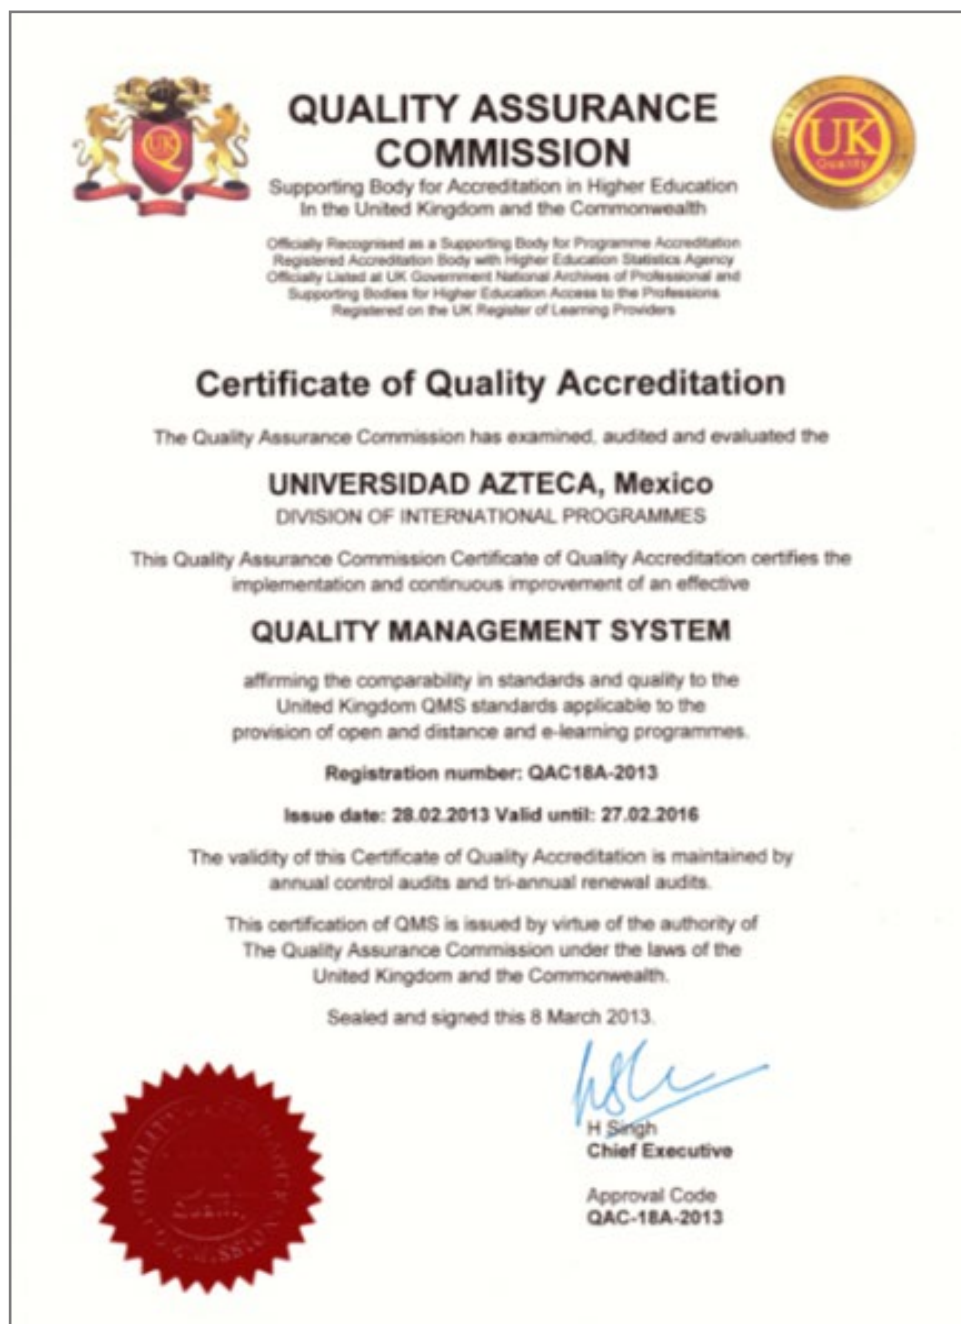 QUALITY ASSURANCE
COMMISSION
Supporting Body for Accreditation in Higher Education
In the United Kingdom and the Commonwealth
Officially Recognised as a Supporting Body for Programme Accreditation
Registered Accreditation Body with Higher Education Statistics Agency
Officially Listed at UK Government National Archives of Professional and
Supporting Bodies for Higher Education Access to the Professions
Registered on the UK Register of Learning Providers
UK
Q
UK
Quality
Certificate of Quality Accreditation
The Quality Assurance Commission has examined, audited and evaluated the
UNIVERSIDAD AZTECA, Mexico
DIVISION OF INTERNATIONAL PROGRAMMES
This Quality Assurance Commission Certificate of Quality Accreditation certifies the
implementation and continuous improvement of an effective
QUALITY MANAGEMENT SYSTEM
affirming the comparability in standards and quality to the
United Kingdom QMS standards applicable to the
provision of open and distance and e-learning programmes.
Registration number: QAC18A-2013
Issue date: 28.02.2013 Valid until: 27.02.2016
The validity of this Certificate of Quality Accreditation is maintained by
annual control audits and tri-annual renewal audits.
This certification of QMS is issued by virtue of the authority of
The Quality Assurance Commission under the laws of the
United Kingdom and the Commonwealth.
Sealed and signed this 8 March 2013.
H Singh
Chief Executive
Approval Code
QAC-18A-2013